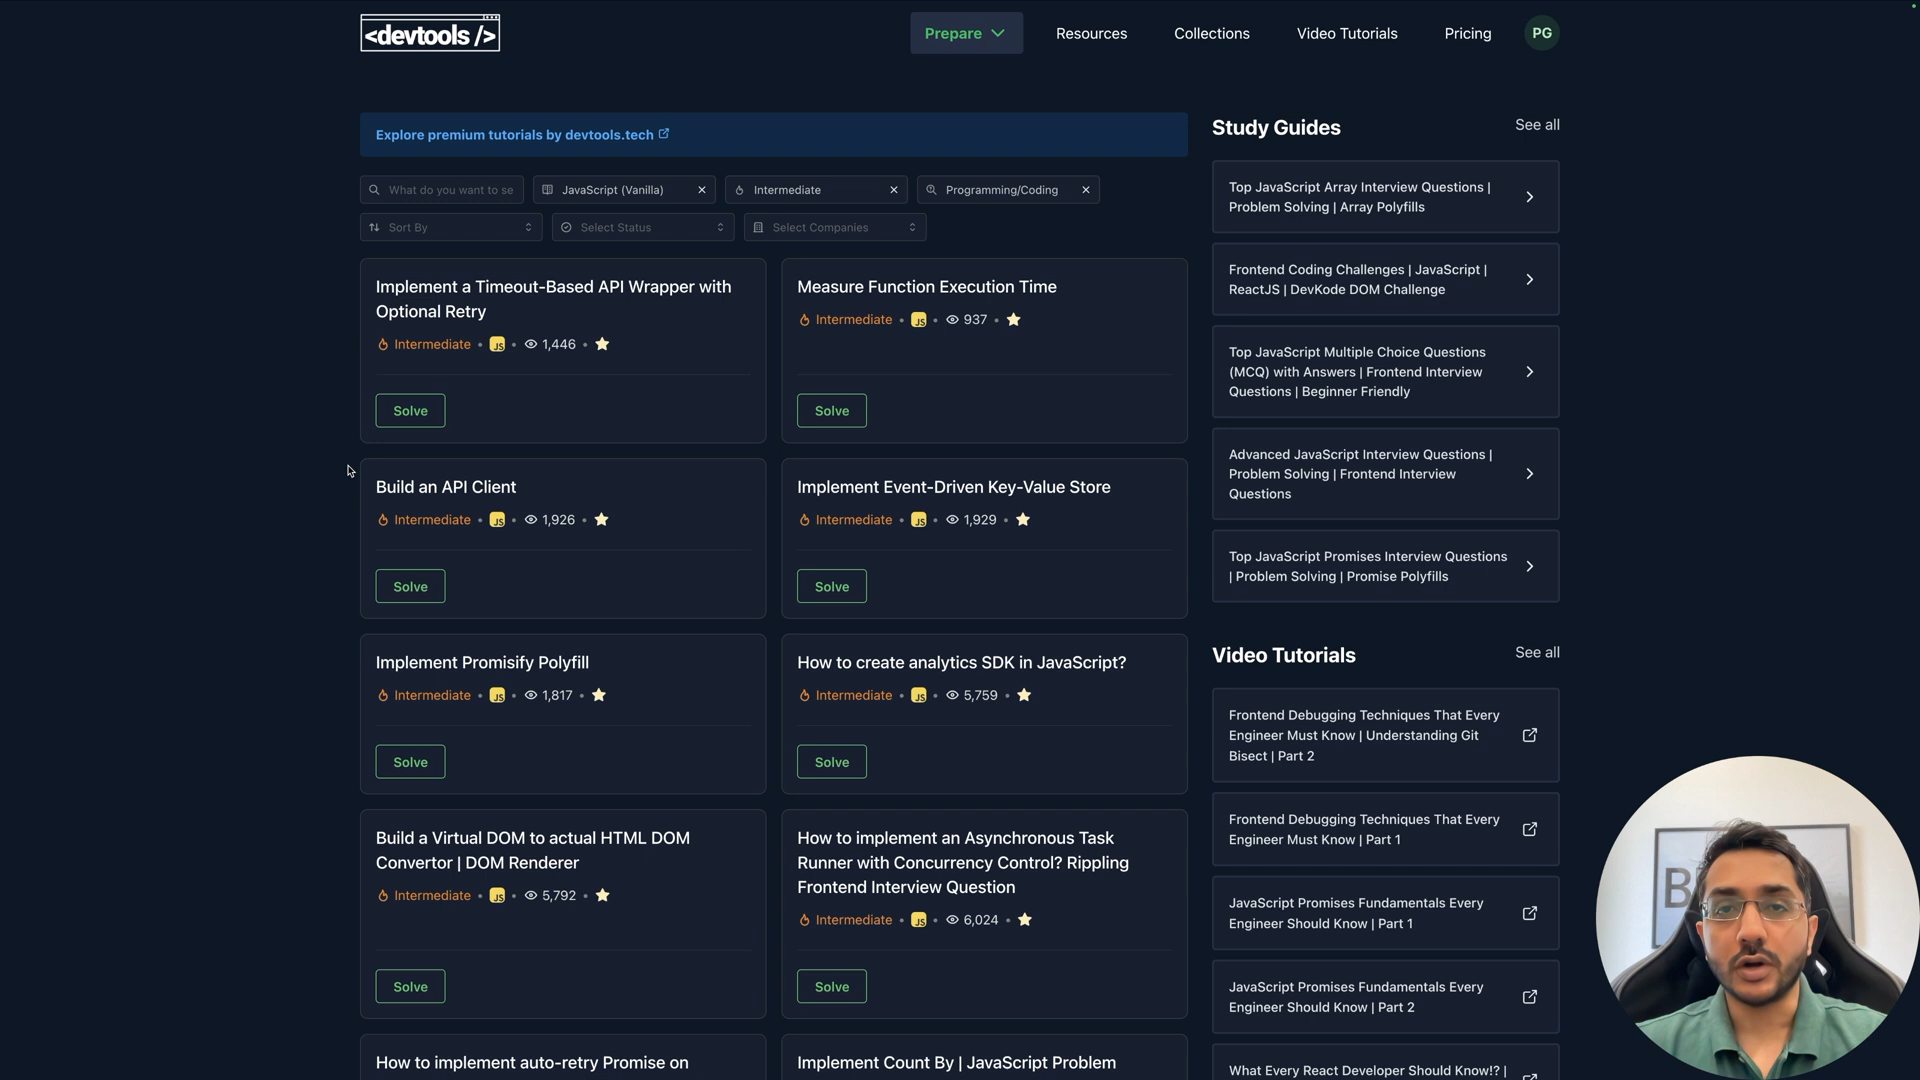 <devtools />
Prepare
Resources
Collections
Video Tutorials
Pricing
PG
Explore premium tutorials by devtools.tech
What do you want to se
JavaScript (Vanilla)
Intermediate
Programming/Coding
Sort By
Select Status
Select Companies
Implement a Timeout-Based API Wrapper with
Optional Retry
Intermediate • JS • 1,446 •
Solve
Measure Function Execution Time
Intermediate • JS • 937 •
Solve
Build an API Client
Intermediate • JS • 1,926 •
Solve
Implement Event-Driven Key-Value Store
Intermediate • JS • 1,929 •
Solve
Implement Promisify Polyfill
Intermediate • JS • 1,817 •
Solve
How to create analytics SDK in JavaScript?
Intermediate • JS • 5,759 •
Solve
Build a Virtual DOM to actual HTML DOM
Convertor | DOM Renderer
Intermediate • JS • 5,792 •
Solve
How to implement an Asynchronous Task
Runner with Concurrency Control? Rippling
Frontend Interview Question
Intermediate • JS • 6,024 •
Solve
How to implement auto-retry Promise on
Implement Count By | JavaScript Problem
Study Guides
See all
Top JavaScript Array Interview Questions |
Problem Solving | Array Polyfills
Frontend Coding Challenges | JavaScript |
ReactJS | DevKode DOM Challenge
Top JavaScript Multiple Choice Questions
(MCQ) with Answers | Frontend Interview
Questions | Beginner Friendly
Advanced JavaScript Interview Questions |
Problem Solving | Frontend Interview
Questions
Top JavaScript Promises Interview Questions
| Problem Solving | Promise Polyfills
Video Tutorials
See all
Frontend Debugging Techniques That Every
Engineer Must Know | Understanding Git
Bisect | Part 2
Frontend Debugging Techniques That Every
Engineer Must Know | Part 1
JavaScript Promises Fundamentals Every
Engineer Should Know | Part 1
JavaScript Promises Fundamentals Every
Engineer Should Know | Part 2
What Every React Developer Should Know!? |